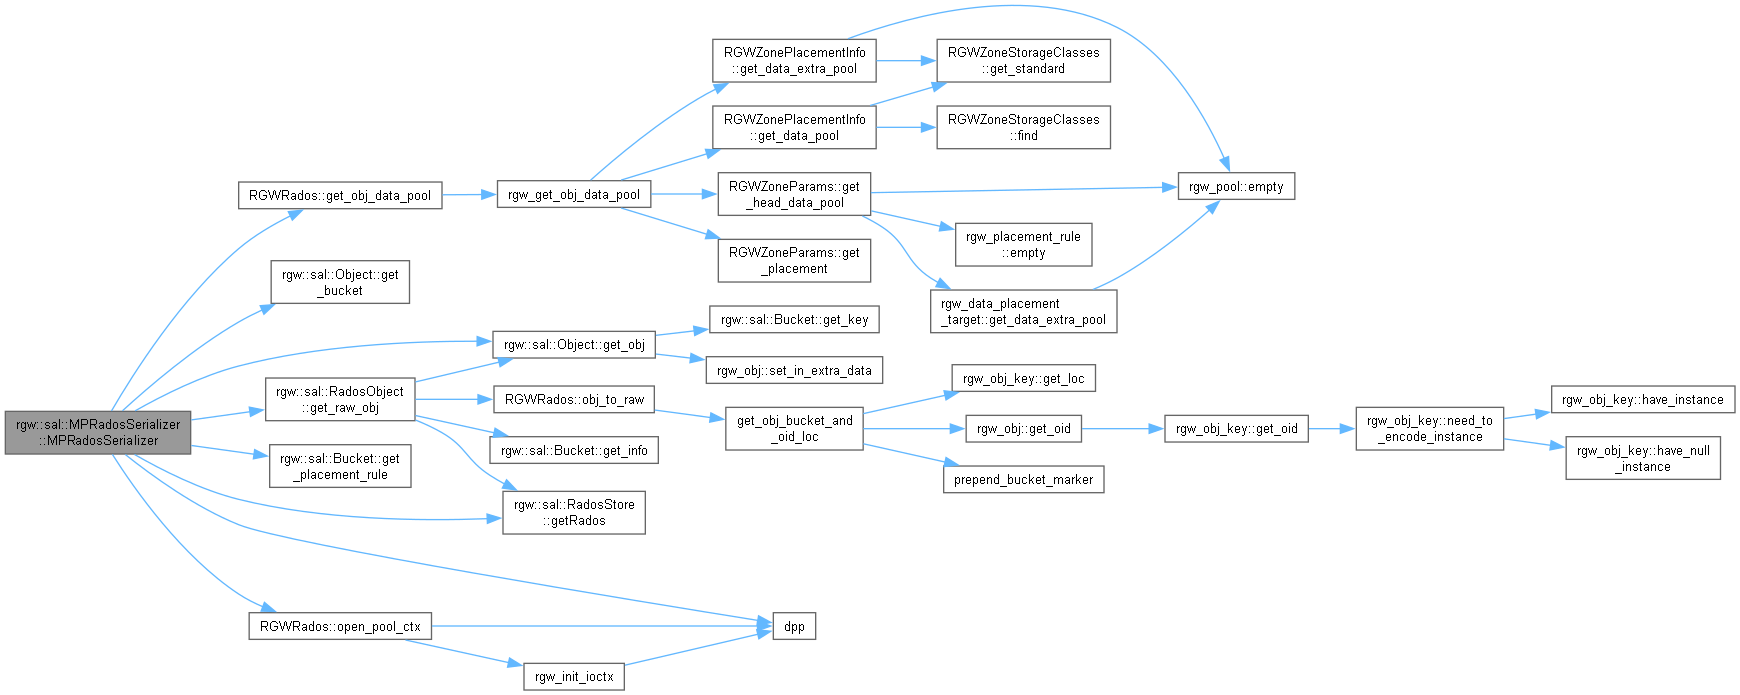 rgw::sal::MPRadosSerializer
::MPRadosSerializer
RGWRados::get_obj_data_pool
rgw::sal::Object::get
_bucket
rgw::sal::RadosObject
::get_raw_obj
rgw::sal::Bucket::get
_placement_rule
RGWRados::open_pool_ctx
rgw_get_obj_data_pool
rgw::sal::Object::get_obj
RGWRados::obj_to_raw
rgw::sal::Bucket::get_info
rgw::sal::RadosStore
::getRados
rgw_init_ioctx
RGWZonePlacementInfo
::get_data_extra_pool
RGWZonePlacementInfo
::get_data_pool
RGWZoneParams::get
_head_data_pool
RGWZoneParams::get
_placement
rgw::sal::Bucket::get_key
rgw_obj::set_in_extra_data
get_obj_bucket_and
_oid_loc
dpp
RGWZoneStorageClasses
::get_standard
RGWZoneStorageClasses
::find
rgw_placement_rule
::empty
rgw_data_placement
_target::get_data_extra_pool
rgw_obj_key::get_loc
rgw_obj::get_oid
prepend_bucket_marker
rgw_pool::empty
rgw_obj_key::get_oid
rgw_obj_key::need_to
_encode_instance
rgw_obj_key::have_instance
rgw_obj_key::have_null
_instance